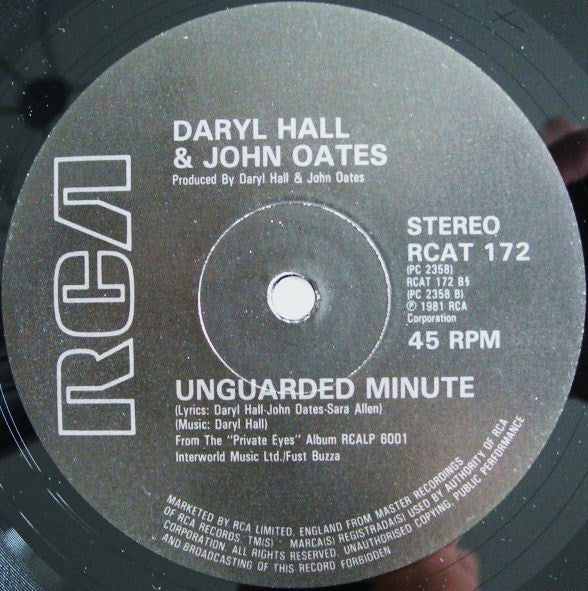 RCA
DARYL HALL
& JOHN OATES
Produced By Daryl Hall & John Oates
STEREO
RCAT 172
(PC 2358)
RCAT 172 B§
(PC 2358 B)
℗ 1981 RCA
Corporation
45 RPM
UNGUARDED MINUTE
(Lyrics: Daryl Hall-John Oates-Sara Allen)
(Music: Daryl Hall)
From The "Private Eyes" Album RCALP 6001
Interworld Music Ltd./Fust Buzza
MARKETED BY RCA LIMITED, ENGLAND FROM MASTER RECORDINGS
OF RCA RECORDS. TM(S) - MARCA(S) REGISTRADA(S) USED BY AUTHORITY OF RCA
CORPORATION. ALL RIGHTS RESERVED. UNAUTHORISED COPYING, PUBLIC PERFORMANCE
AND BROADCASTING OF THIS RECORD FORBIDDEN